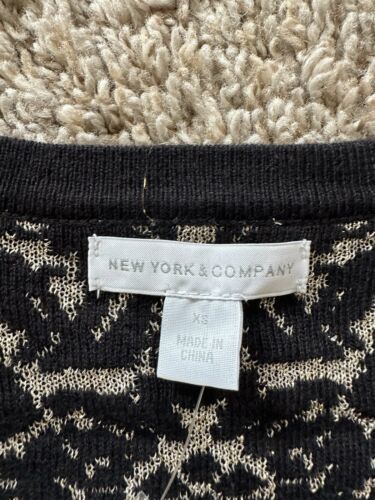 NEW YORK & COMPANY
XS
MADE IN
CHINA